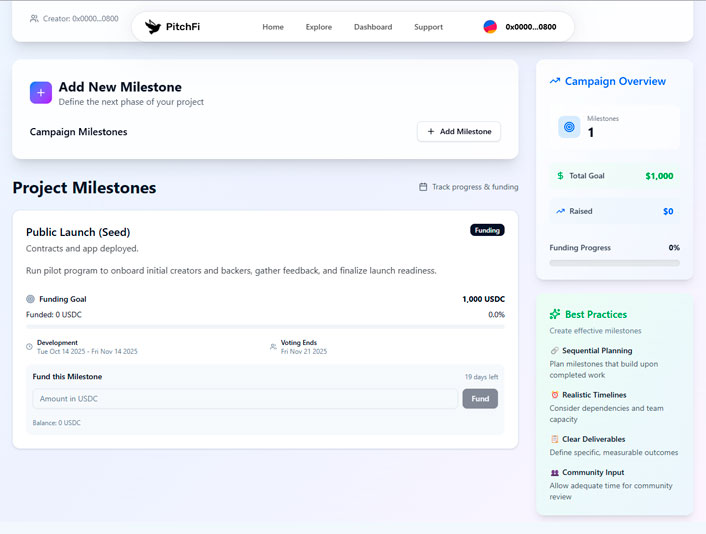 Creator: 0x0000...0800
PitchFi
Home
Explore
Dashboard
Support
0x0000...0800
Add New Milestone
Define the next phase of your project
Campaign Milestones
+ Add Milestone
Project Milestones
Track progress & funding
Public Launch (Seed)
Funding
Contracts and app deployed.
Run pilot program to onboard initial creators and backers, gather feedback, and finalize launch readiness.
Funding Goal
1,000 USDC
Funded: 0 USDC
0.0%
Development
Tue Oct 14 2025 - Fri Nov 14 2025
Voting Ends
Fri Nov 21 2025
Fund this Milestone
19 days left
Amount in USDC
Fund
Balance: 0 USDC
Campaign Overview
Milestones
1
$ Total Goal
$1,000
Raised
$0
Funding Progress
0%
Best Practices
Create effective milestones
Sequential Planning
Plan milestones that build upon
completed work
Realistic Timelines
Consider dependencies and team
capacity
Clear Deliverables
Define specific, measurable outcomes
Community Input
Allow adequate time for community
review